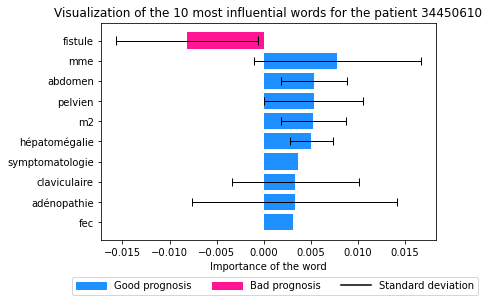 Visualization of the 10 most influential words for the patient 34450610
fistule
mme
abdomen
pelvien
m2
hépatomégalie
symptomatologie
claviculaire
adénopathie
fec
−0.015 −0.010 −0.005 0.000 0.005 0.010 0.015
Importance of the word
Good prognosis Bad prognosis Standard deviation